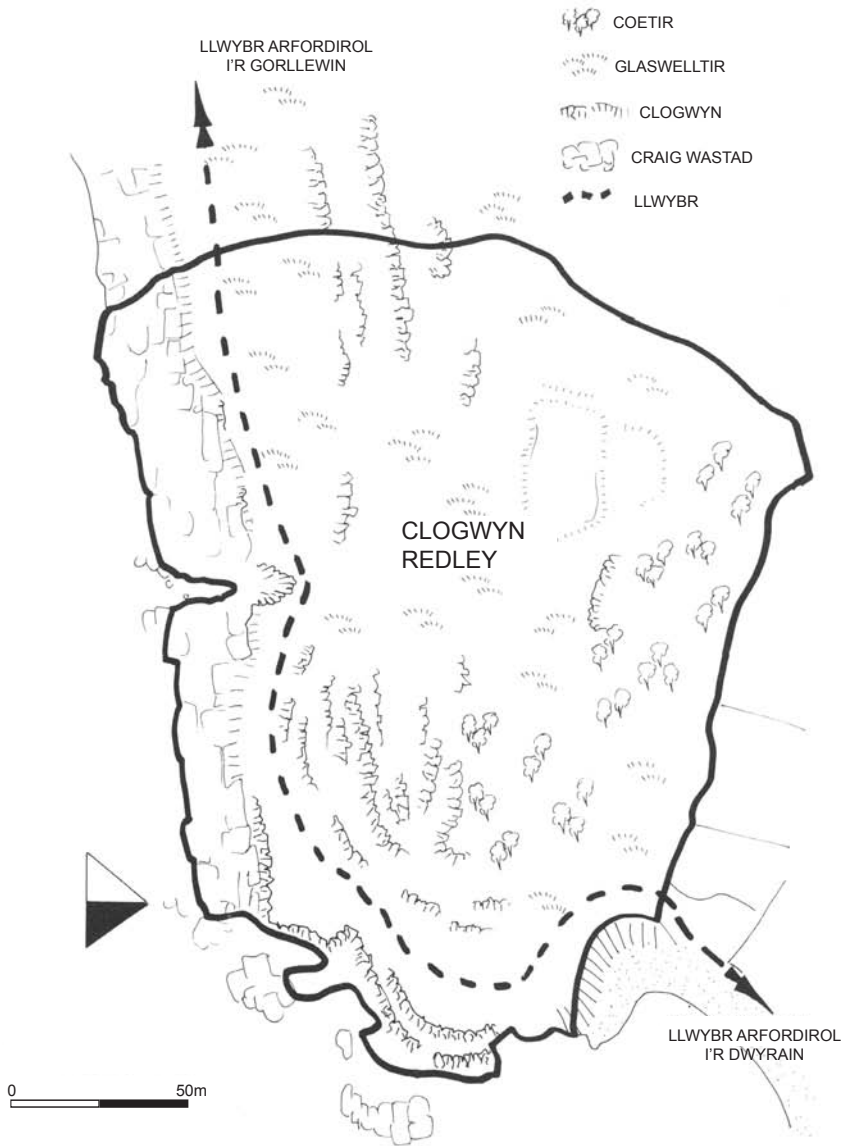 LLWYBR ARFORDIROL
I'R GORLLEWIN
COETIR
GLASWELLTIR
CLOGWYN
CRAIG WASTAD
LLWYBR
CLOGWYN
REDLEY
LLWYBR ARFORDIROL
I'R DWYRAIN
0 50m